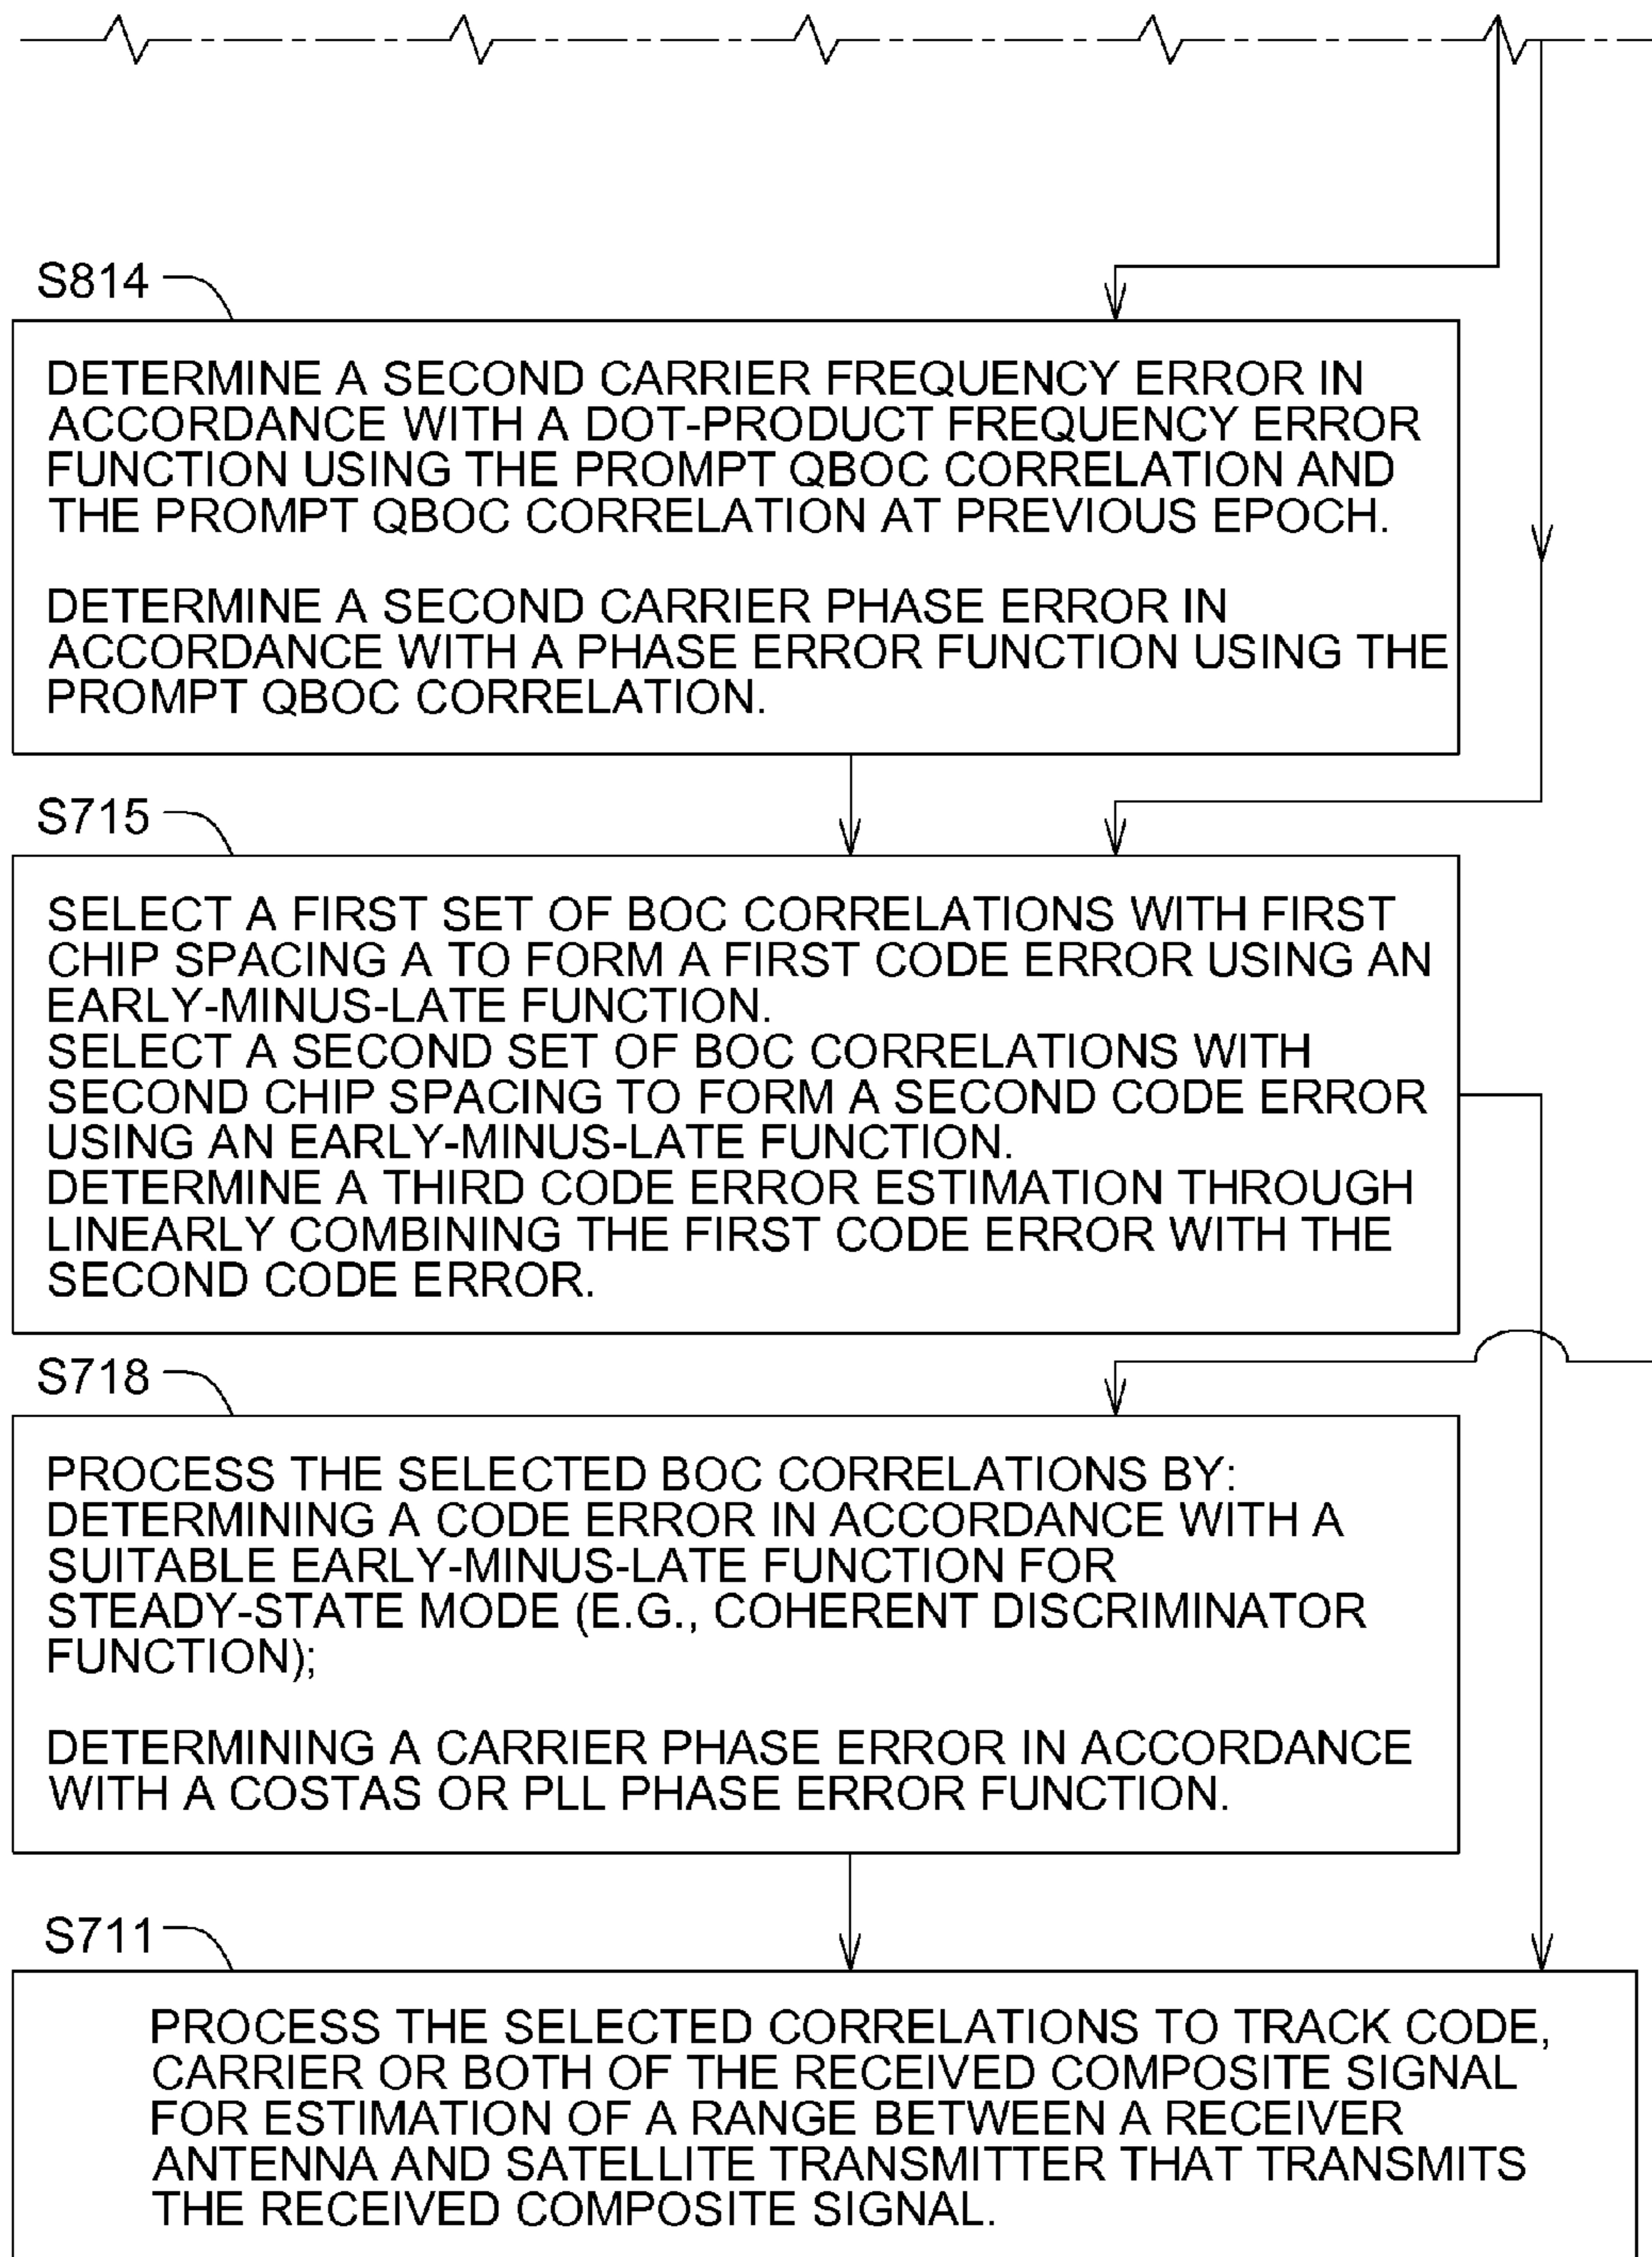 S814
DETERMINE A SECOND CARRIER FREQUENCY ERROR IN
ACCORDANCE WITH A DOT-PRODUCT FREQUENCY ERROR
FUNCTION USING THE PROMPT QBOC CORRELATION AND
THE PROMPT QBOC CORRELATION AT PREVIOUS EPOCH.
DETERMINE A SECOND CARRIER PHASE ERROR IN
ACCORDANCE WITH A PHASE ERROR FUNCTION USING THE
PROMPT QBOC CORRELATION.
S715
SELECT A FIRST SET OF BOC CORRELATIONS WITH FIRST
CHIP SPACING A TO FORM A FIRST CODE ERROR USING AN
EARLY-MINUS-LATE FUNCTION.
SELECT A SECOND SET OF BOC CORRELATIONS WITH
SECOND CHIP SPACING TO FORM A SECOND CODE ERROR
USING AN EARLY-MINUS-LATE FUNCTION.
DETERMINE A THIRD CODE ERROR ESTIMATION THROUGH
LINEARLY COMBINING THE FIRST CODE ERROR WITH THE
SECOND CODE ERROR.
S718
PROCESS THE SELECTED BOC CORRELATIONS BY:
DETERMINING A CODE ERROR IN ACCORDANCE WITH A
SUITABLE EARLY-MINUS-LATE FUNCTION FOR
STEADY-STATE MODE (E.G., COHERENT DISCRIMINATOR
FUNCTION);
DETERMINING A CARRIER PHASE ERROR IN ACCORDANCE
WITH A COSTAS OR PLL PHASE ERROR FUNCTION.
S711
PROCESS THE SELECTED CORRELATIONS TO TRACK CODE,
CARRIER OR BOTH OF THE RECEIVED COMPOSITE SIGNAL
FOR ESTIMATION OF A RANGE BETWEEN A RECEIVER
ANTENNA AND SATELLITE TRANSMITTER THAT TRANSMITS
THE RECEIVED COMPOSITE SIGNAL.